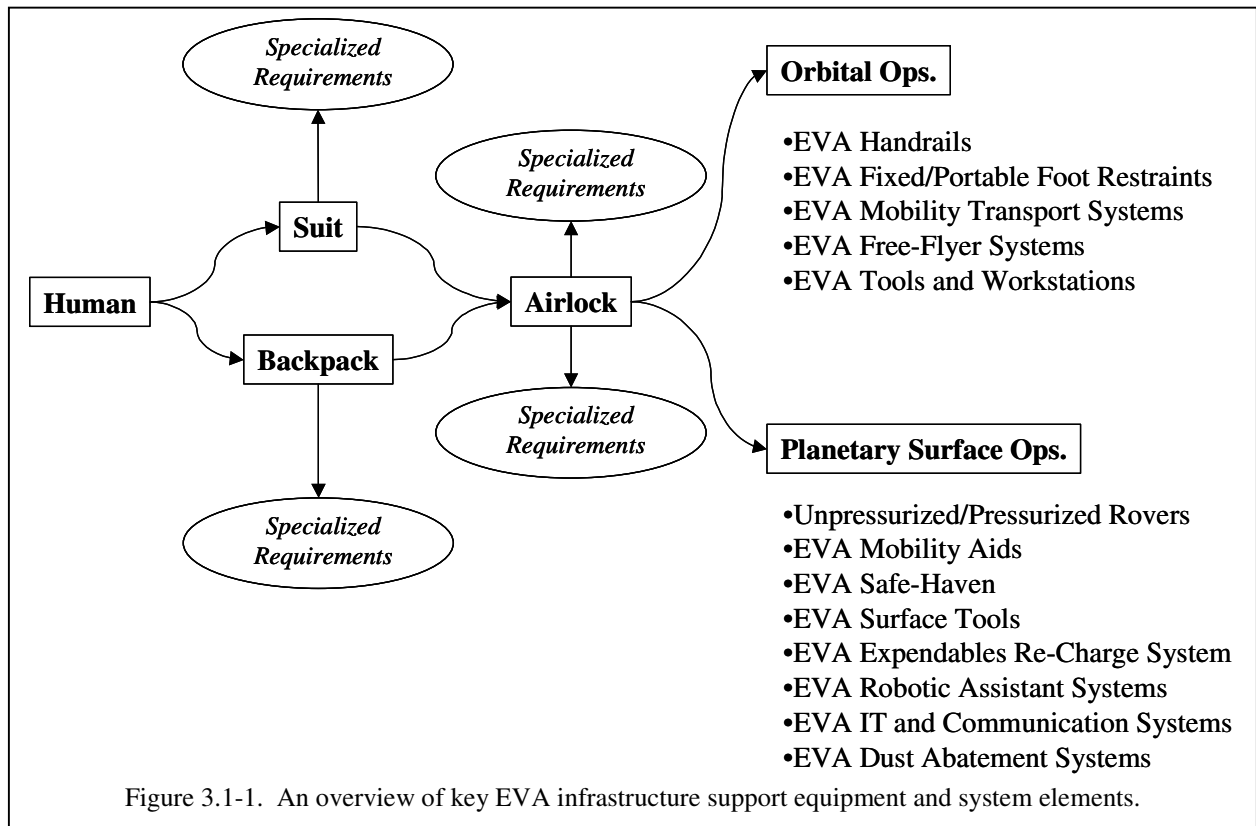 Specialized
Requirements
Orbital Ops.
•EVA Handrails
•EVA Fixed/Portable Foot Restraints
•EVA Mobility Transport Systems
•EVA Free-Flyer Systems
•EVA Tools and Workstations
Specialized
Requirements
Suit
Human
Airlock
Backpack
Specialized
Requirements
Specialized
Requirements
Planetary Surface Ops.
•Unpressurized/Pressurized Rovers
•EVA Mobility Aids
•EVA Safe-Haven
•EVA Surface Tools
•EVA Expendables Re-Charge System
•EVA Robotic Assistant Systems
•EVA IT and Communication Systems
•EVA Dust Abatement Systems
Figure 3.1-1. An overview of key EVA infrastructure support equipment and system elements.